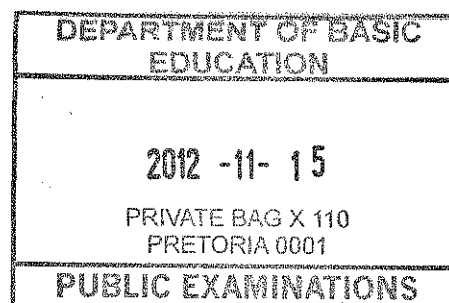 DEPARTMENT OF BASIC
EDUCATION
2012 -11- 15
PRIVATE BAG X 110
PRETORIA 0001
PUBLIC EXAMINATIONS